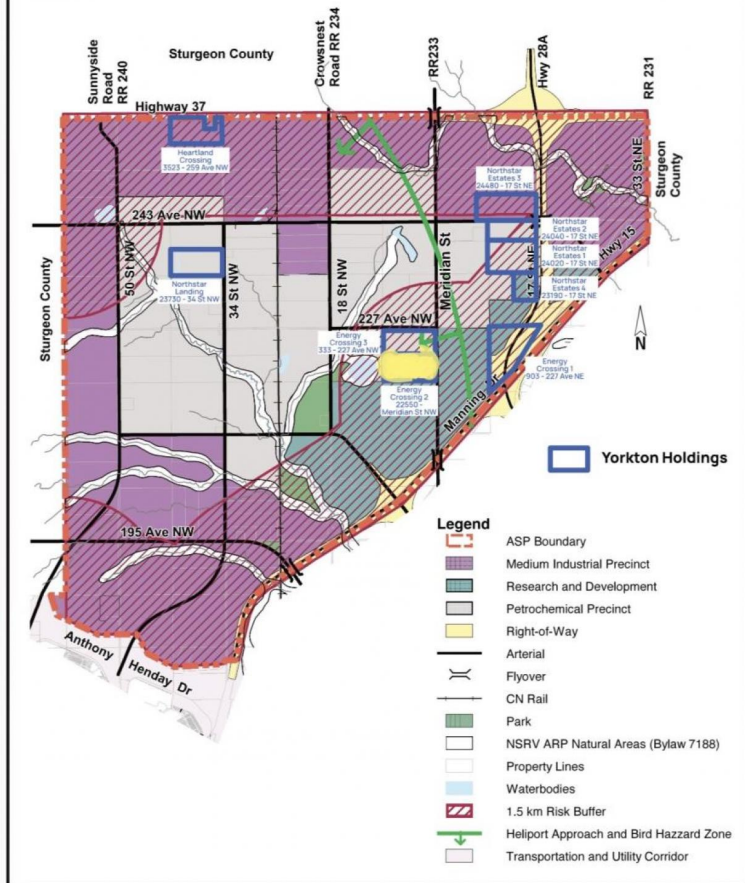 Sturgeon County
Sunnyside
Road
RR 240
Crowsnest
Road RR 234
RR233
Hwy 28A
RR 231
Highway 37
Heartland
Crossing
3523 - 259 Ave NW
33 St NE
Sturgeon
County
Northstar
Estates 3
24480 - 17 St NE
243 Ave NW
Northstar
Estates 2
24040 - 17 St NE
Northstar
Estates 1
24020 - 17 St NE
Northstar
Estates 4
23190 - 17 St NE
Hwy 15
17 St NE
Meridian St
50 St NW
34 St NW
18 St NW
Northstar
Landing
23730 - 34 St NW
Sturgeon County
227 Ave NW
Energy
Crossing 3
333 - 227 Ave NW
Energy
Crossing 2
22550 -
Meridian St NW
Energy
Crossing 1
903 - 227 Ave NE
Manning Dr
N
Yorkton Holdings
195 Ave NW
Anthony
Henday Dr
Legend
ASP Boundary
Medium Industrial Precinct
Research and Development
Petrochemical Precinct
Right-of-Way
Arterial
Flyover
CN Rail
Park
NSRV ARP Natural Areas (Bylaw 7188)
Property Lines
Waterbodies
1.5 km Risk Buffer
Heliport Approach and Bird Hazzard Zone
Transportation and Utility Corridor